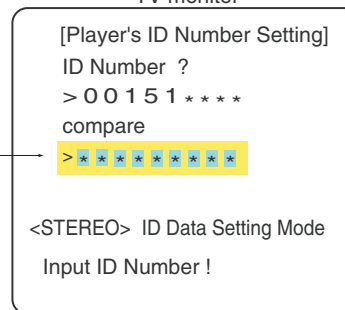 TV monitor
[Player's ID Number Setting]
ID Number ?
>00151****
compare
>*********
<STEREO> ID Data Setting Mode
Input ID Number !